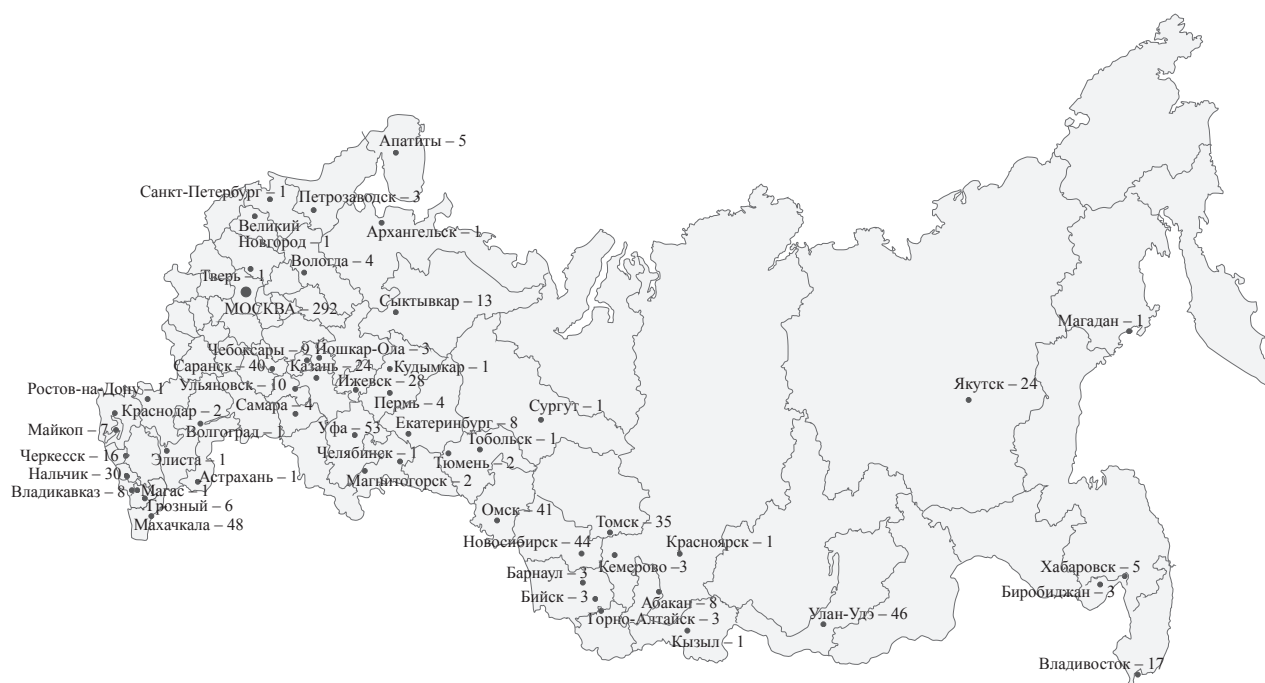 Апатиты – 5
Санкт-Петербург – 1
Петрозаводск – 3
Великий
Новгород – 1
Архангельск – 1
Вологда – 4
Тверь – 1
МОСКВА – 292
Сыктывкар – 13
Магадан – 1
Чебоксары – 9
Йошкар-Ола – 3
Саранск – 40
Казань – 24
Кудымкар – 1
Ульяновск – 10
Ижевск – 28
Якутск – 24
Ростов-на-Дону – 1
Пермь – 4
Краснодар – 2
Самара – 4
Сургут – 1
Майкоп – 7
Волгоград – 1
Уфа – 53
Екатеринбург – 8
Тобольск – 1
Черкесск – 16
Элиста – 1
Челябинск – 1
Тюмень – 2
Нальчик – 30
Астрахань – 1
Магнитогорск – 2
Владикавказ – 8
Магас – 1
Грозный – 6
Махачкала – 48
Омск – 41
Томск – 35
Новосибирск – 44
Красноярск – 1
Кемерово –3
Барнаул – 3
Хабаровск – 5
Бийск – 3
Абакан – 8
Биробиджан – 3
Горно-Алтайск – 3
Улан-Удэ – 46
Кызыл – 1
Владивосток – 17